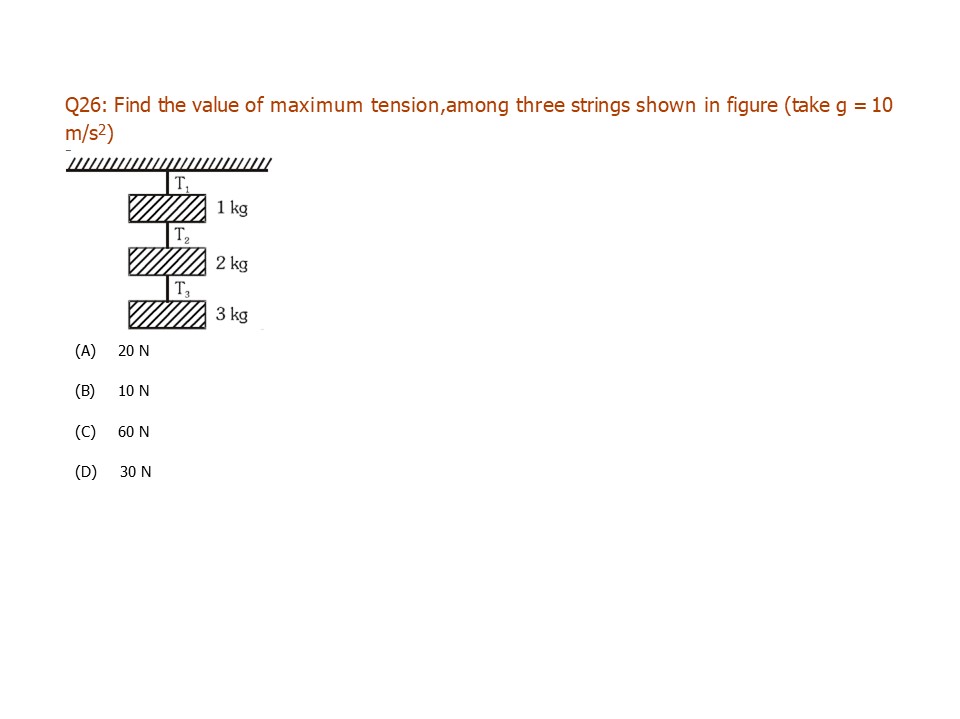 Q26: Find the value of maximum tension,among three strings shown in figure (take g = 10
m/s²)
T₁
1 kg
T₂
2 kg
T₃
3 kg
(A) 20 N
(B) 10 N
(C) 60 N
(D) 30 N